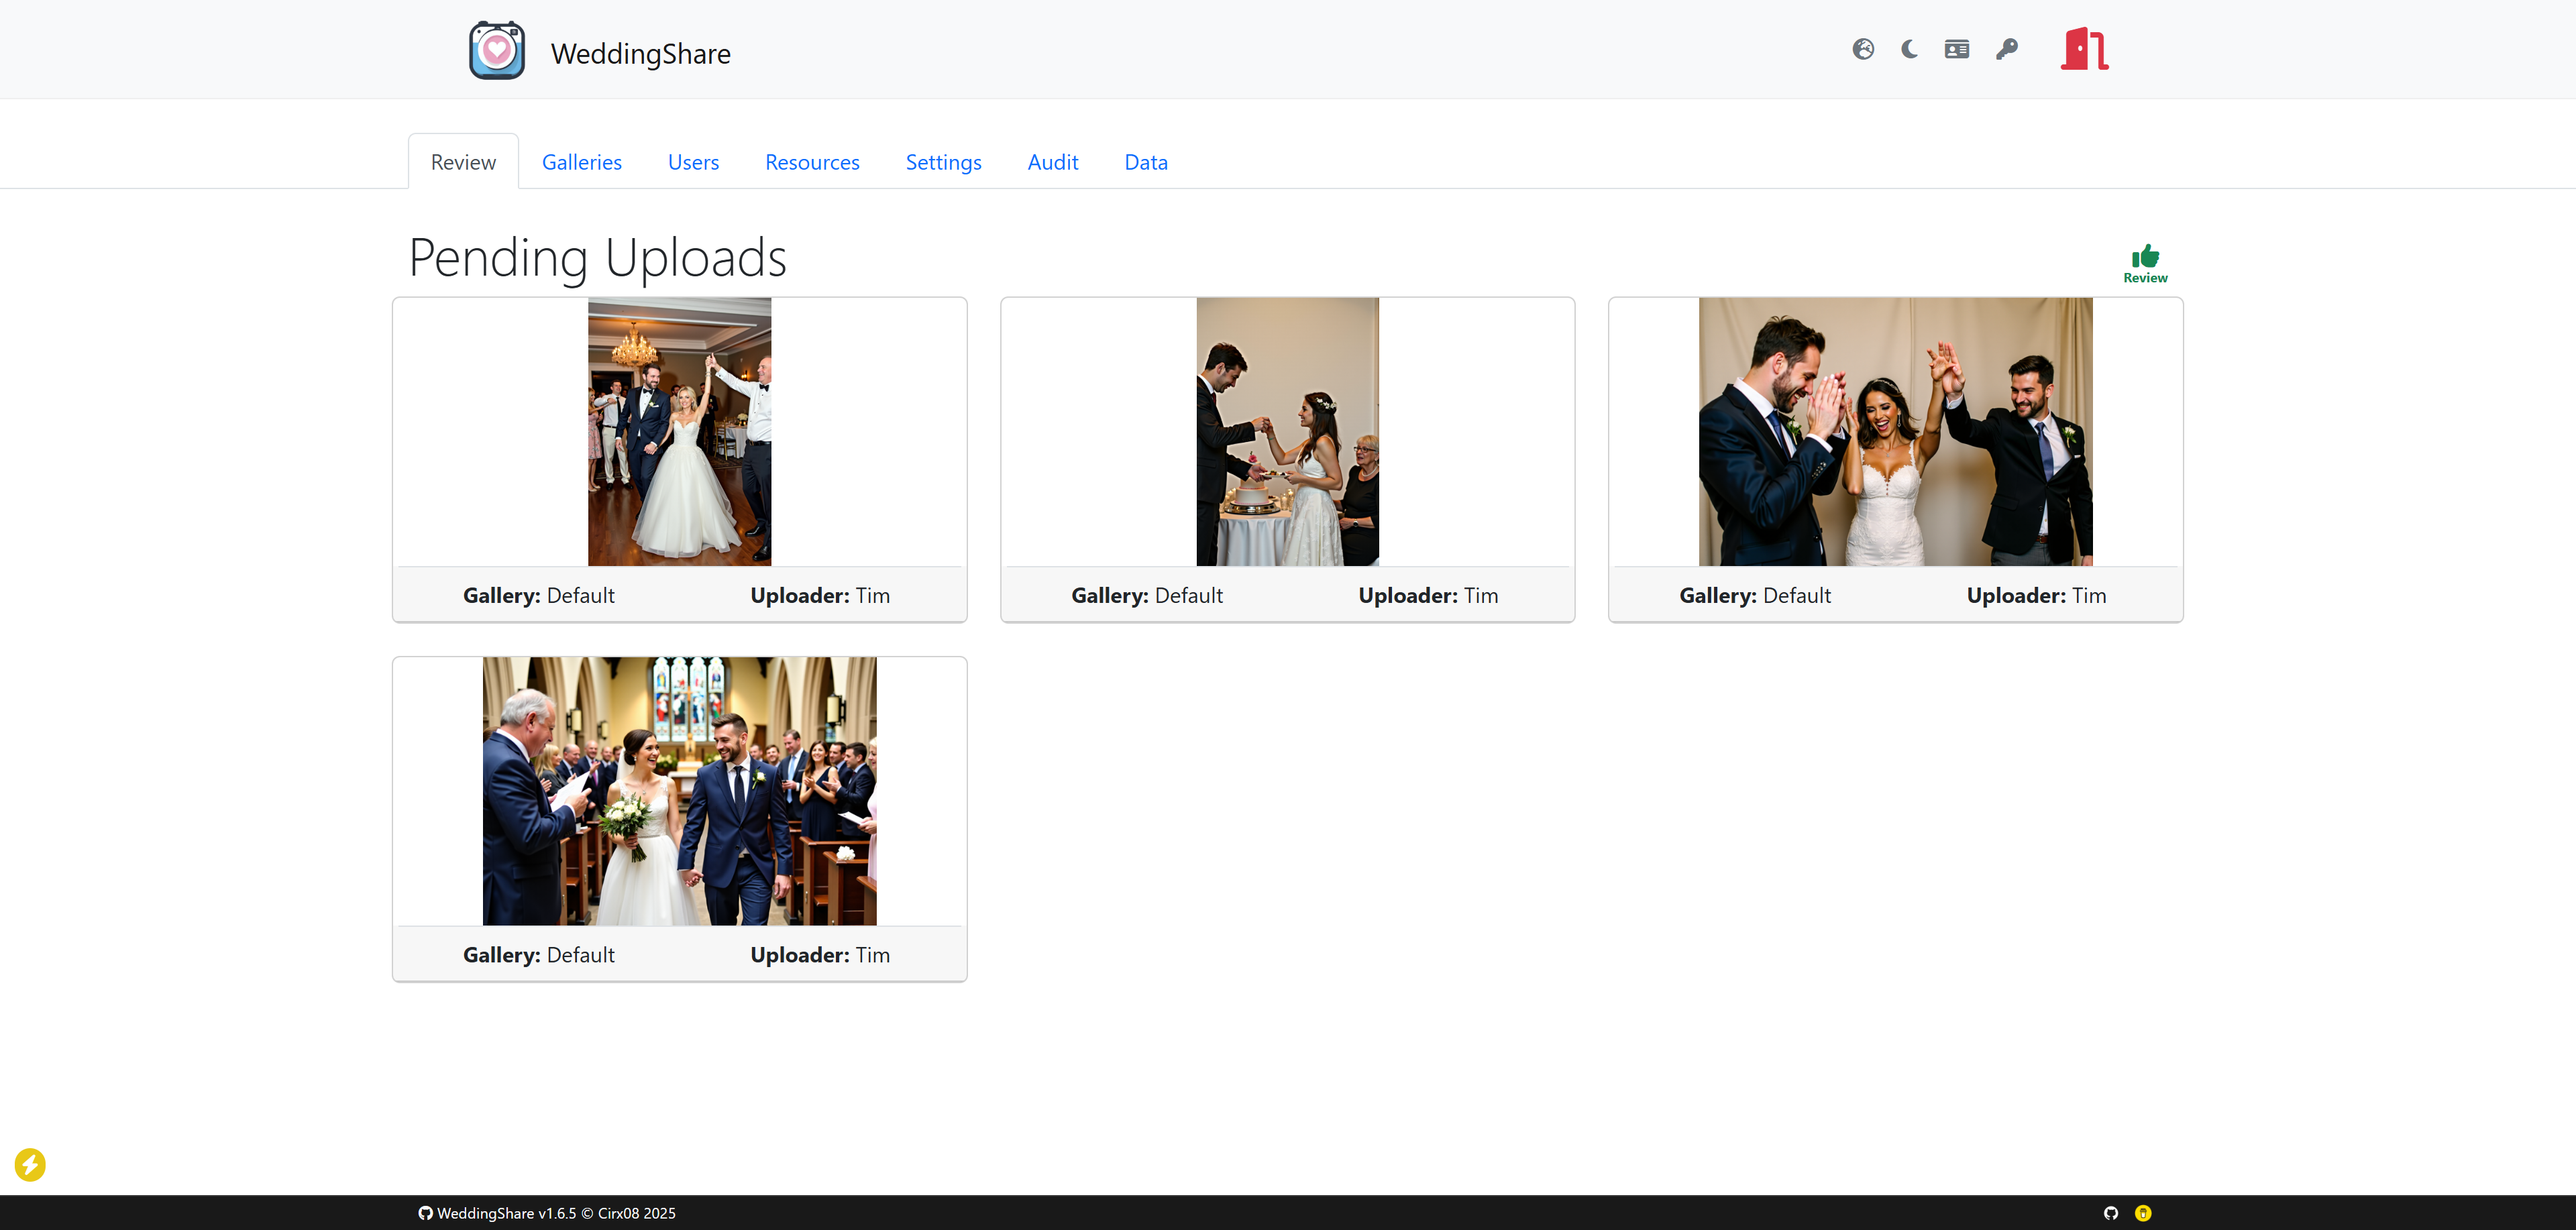 WeddingShare
Review Galleries Users Resources Settings Audit Data
Pending Uploads
Review
Gallery: Default Uploader: Tim
Gallery: Default Uploader: Tim
Gallery: Default Uploader: Tim
Gallery: Default Uploader: Tim
WeddingShare v1.6.5 © Cirx08 2025